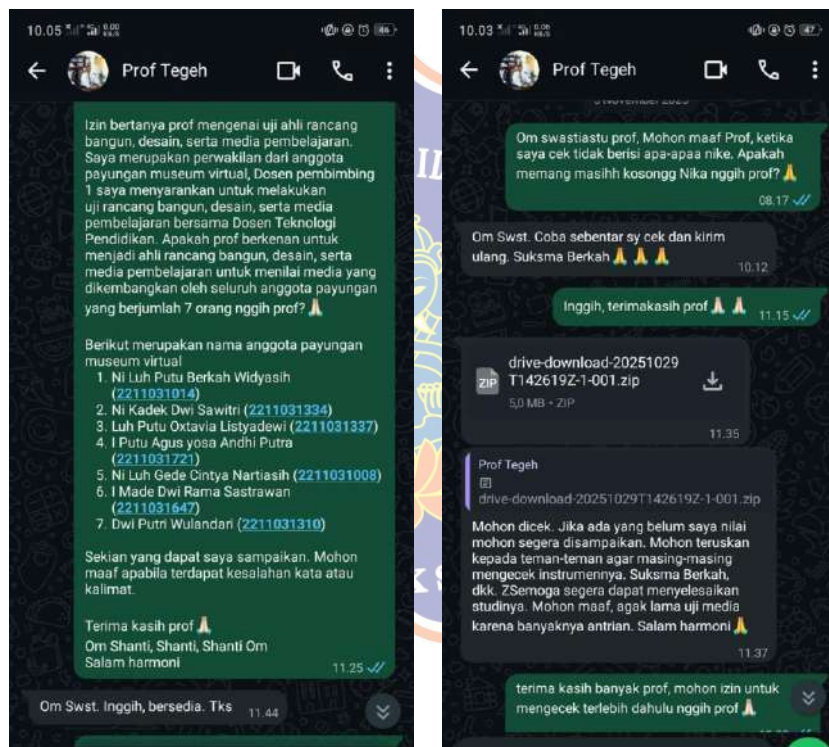 10.05
46
Prof Tegeh
Izin bertanya prof mengenai uji ahli rancang
bangun, desain, serta media pembelajaran.
Saya merupakan perwakilan dari anggota
payungan museum virtual, Dosen pembimbing
1 saya menyarankan untuk melakukan
uji rancang bangun, desain, serta media
pembelajaran bersama Dosen Teknologi
Pendidikan. Apakah prof berkenan untuk
menjadi ahli rancang bangun, desain, serta
media pembelajaran untuk menilai media yang
dikembangkan oleh seluruh anggota payungan
yang berjumlah 7 orang nggih prof? 🙏🏻
Berikut merupakan nama anggota payungan
museum virtual
1. Ni Luh Putu Berkah Widyasih
(2211031014)
2. Ni Kadek Dwi Sawitri (2211031334)
3. Luh Putu Oxtavia Listyadewi (2211031337)
4. I Putu Agus yosa Andhi Putra
(2211031721)
5. Ni Luh Gede Cintya Nartiasih (2211031008)
6. I Made Dwi Rama Sastrawan
(2211031647)
7. Dwi Putri Wulandari (2211031310)
Sekian yang dapat saya sampaikan. Mohon
maaf apabila terdapat kesalahan kata atau
kalimat.
Terima kasih prof 🙏🏻
Om Shanti, Shanti, Shanti Om
Salam harmoni
11.25
Om Swst. Inggih, bersedia. Tks
11.44
10.03
47
Prof Tegeh
Om swastiastu prof, Mohon maaf Prof, ketika
saya cek tidak berisi apa-apaa nike. Apakah
memang masihh kosongg Nika nggih prof? 🙏
08.17
Om Swst. Coba sebentar sy cek dan kirim
ulang. Suksma Berkah 🙏 🙏 🙏
10.12
Inggih, terimakasih prof 🙏🏻 🙏🏻
11.15
ZIP
drive-download-20251029
T142619Z-1-001.zip
5,0 MB • ZIP
11.35
Prof Tegeh
drive-download-20251029T142619Z-1-001.zip
Mohon dicek. Jika ada yang belum saya nilai
mohon segera disampaikan. Mohon teruskan
kepada teman-teman agar masing-masing
mengecek instrumennya. Suksma Berkah,
dkk. ZSemoga segera dapat menyelesaikan
studinya. Mohon maaf, agak lama uji media
karena banyaknya antrian. Salam harmoni 🙏
11.37
terima kasih banyak prof, mohon izin untuk
mengecek terlebih dahulu nggih prof 🙏🏻